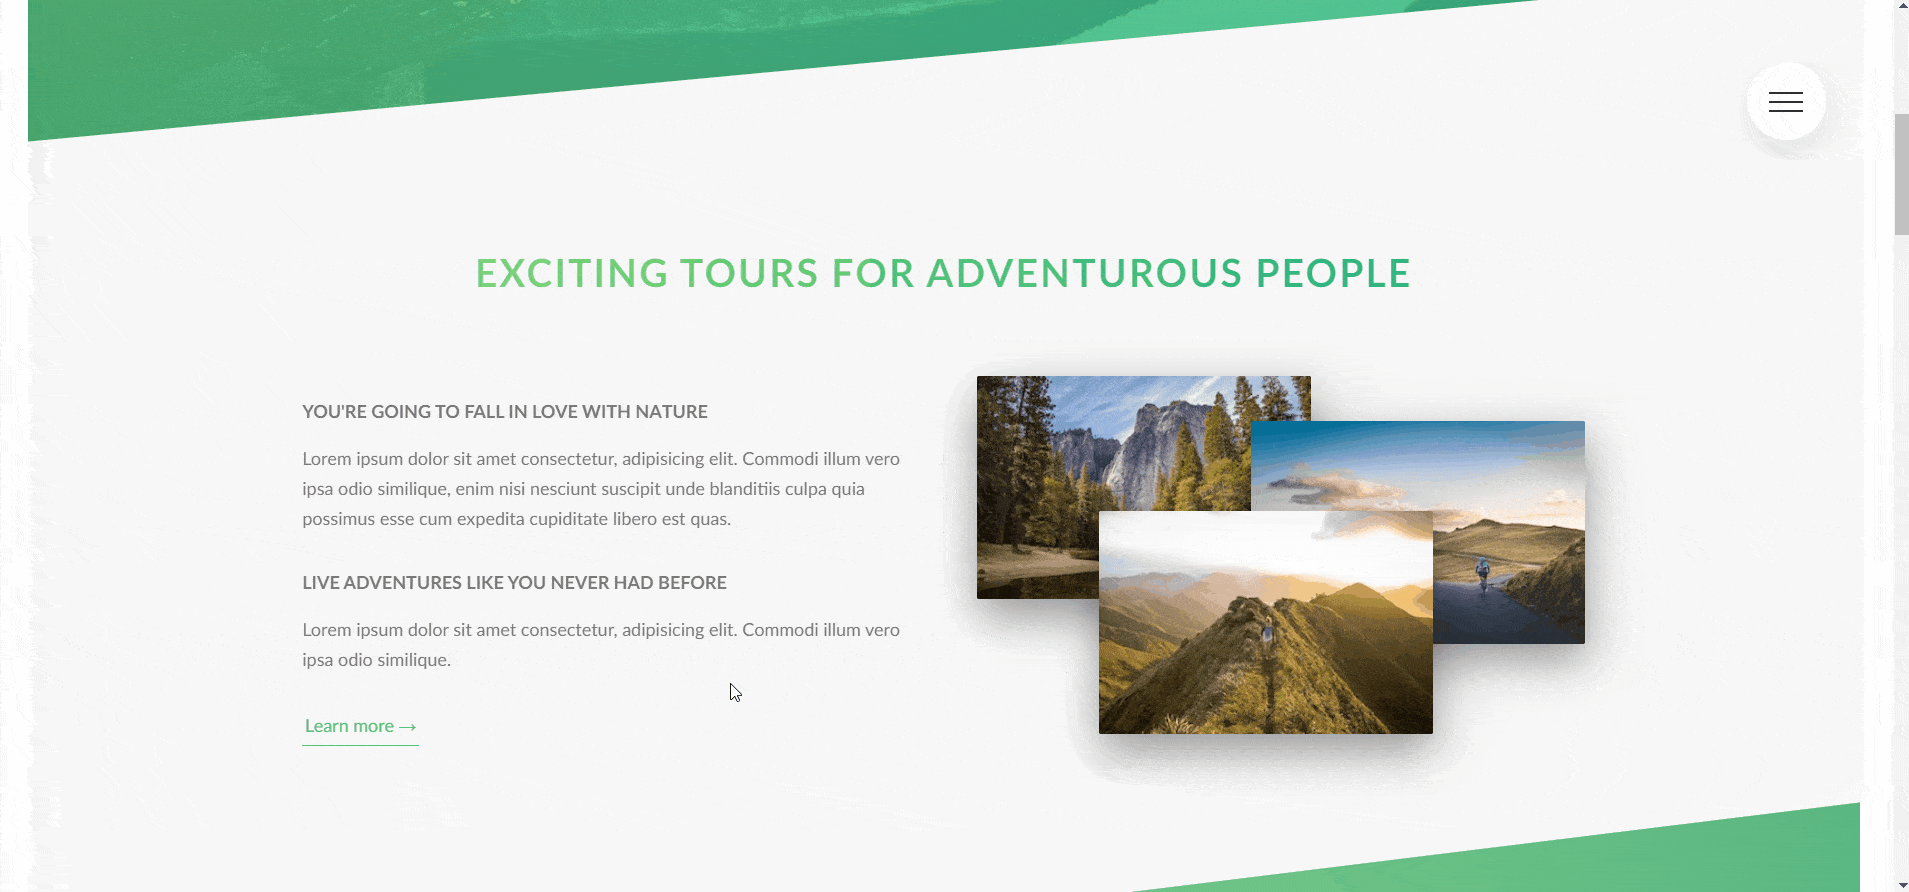 EXCITING TOURS FOR ADVENTUROUS PEOPLE
YOU'RE GOING TO FALL IN LOVE WITH NATURE
Lorem ipsum dolor sit amet consectetur, adipisicing elit. Commodi illum vero
ipsa odio similique, enim nisi nesciunt suscipit unde blanditiis culpa quia
possimus esse cum expedita cupiditate libero est quas.
LIVE ADVENTURES LIKE YOU NEVER HAD BEFORE
Lorem ipsum dolor sit amet consectetur, adipisicing elit. Commodi illum vero
ipsa odio similique.
Learn more →